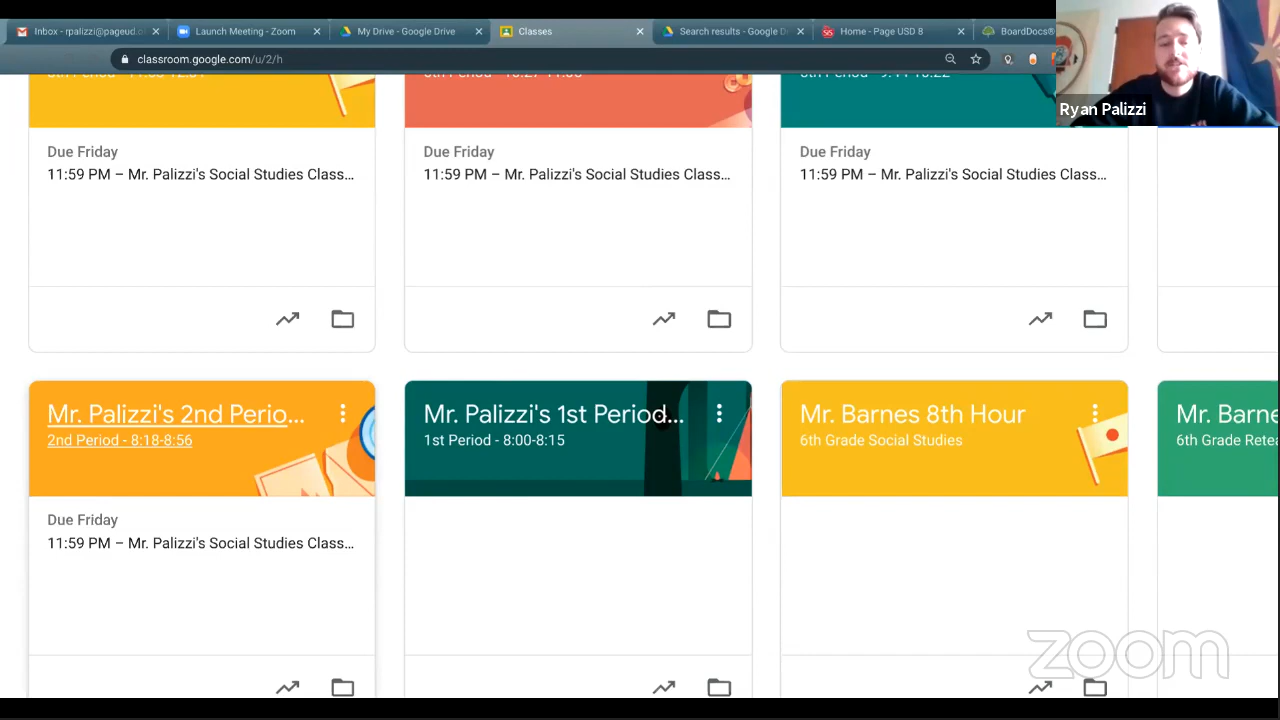 Inbox - rpalizzi@pageud.o
Launch Meeting - Zoom
My Drive - Google Drive
Classes
Search results - Google D
Home - Page USD 8
BoardDocs®
classroom.google.com/u/2/h
Ryan Palizzi
Due Friday
11:59 PM – Mr. Palizzi's Social Studies Class...
Due Friday
11:59 PM – Mr. Palizzi's Social Studies Class...
Due Friday
11:59 PM – Mr. Palizzi's Social Studies Class...
Mr. Palizzi's 2nd Perio...
2nd Period - 8:18-8:56
Mr. Palizzi's 1st Period...
1st Period - 8:00-8:15
Mr. Barnes 8th Hour
6th Grade Social Studies
Mr. Barne
6th Grade Retea
Due Friday
11:59 PM – Mr. Palizzi's Social Studies Class...
zoom